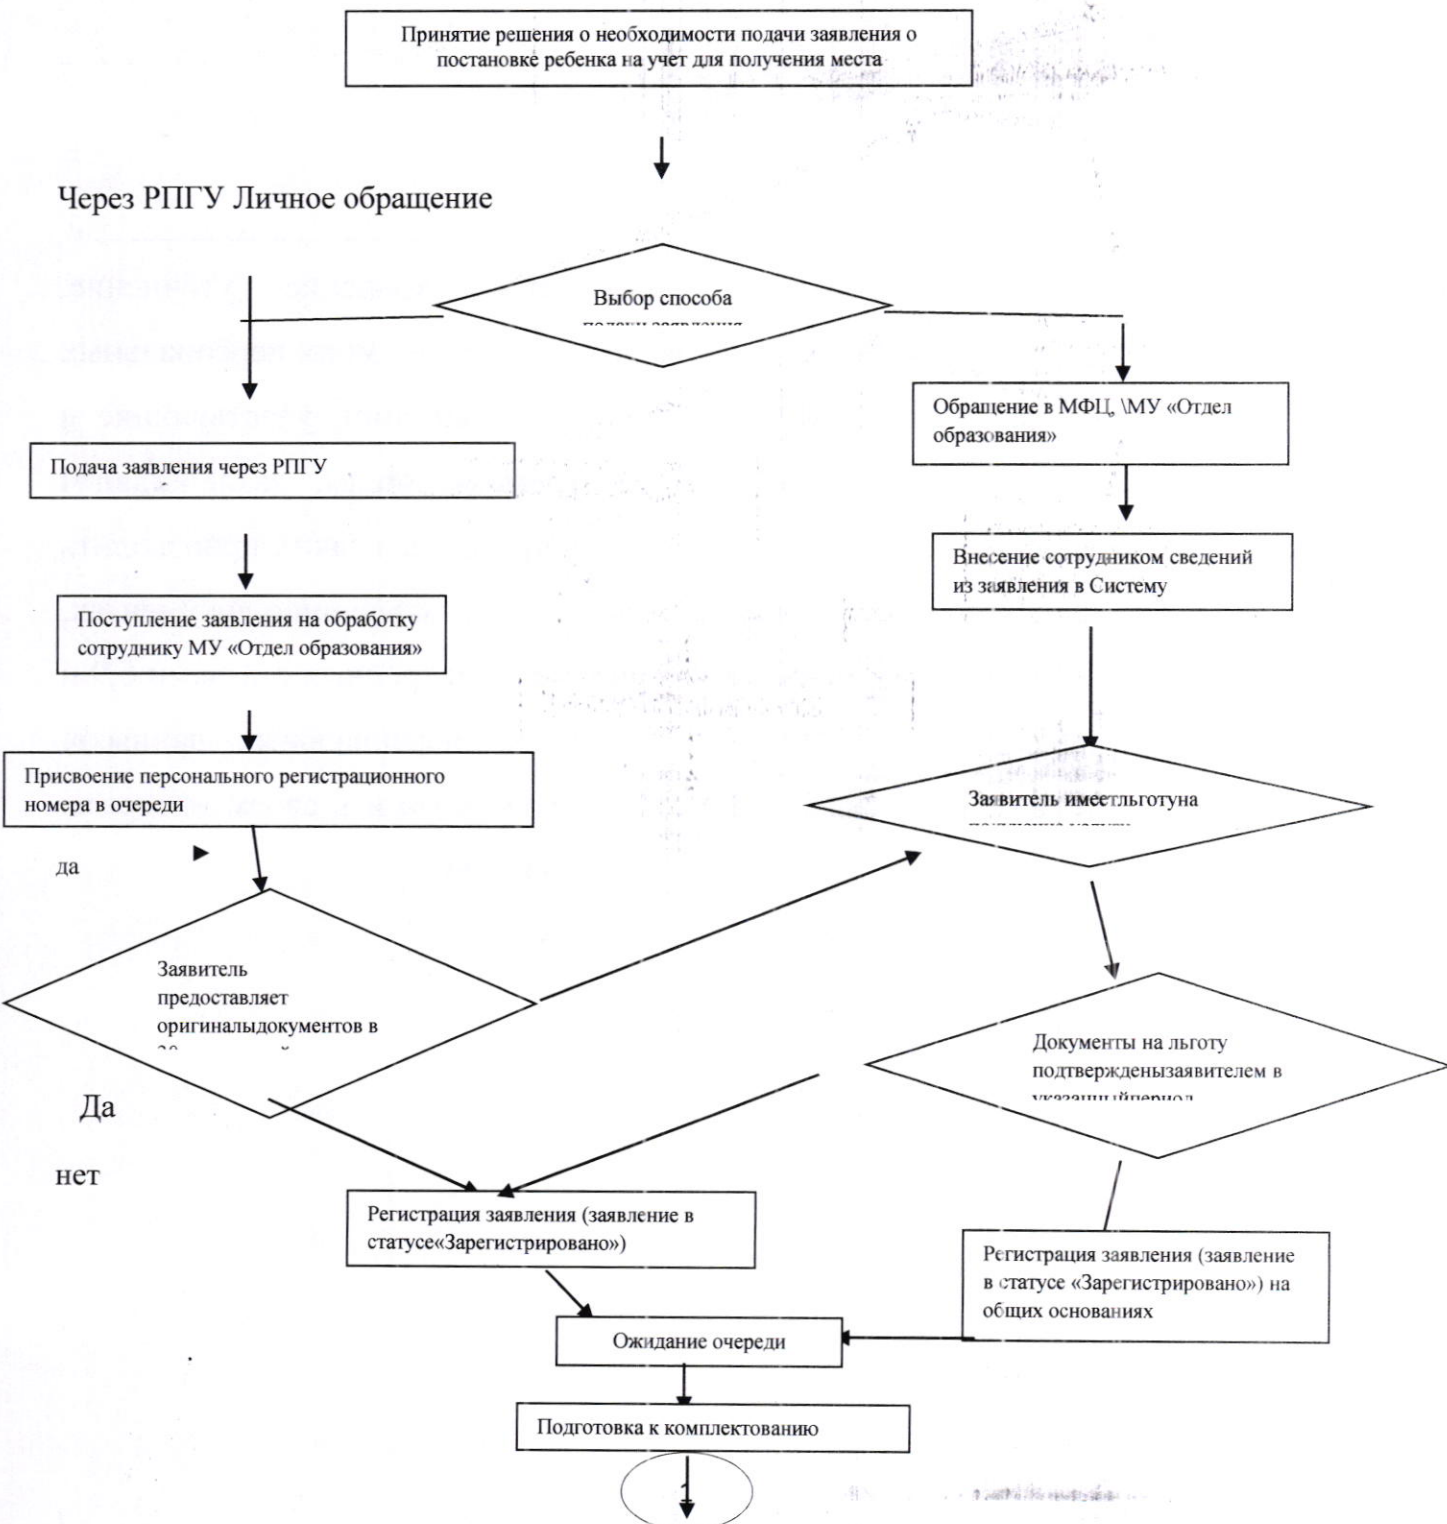 Принятие решения о необходимости подачи заявления о
постановке ребенка на учет для получения места
Через РПГУ Личное обращение
Выбор способа
подачи заявления
Обращение в МФЦ, \МУ «Отдел
образования»
Подача заявления через РПГУ
Внесение сотрудником сведений
из заявления в Систему
Поступление заявления на обработку
сотруднику МУ «Отдел образования»
Присвоение персонального регистрационного
номера в очереди
Заявитель имеетльготуна
да
Заявитель
предоставляет
оригиналыдокументов в
Документы на льготу
подтвержденызаявителем в
указанныйпериод
Да
нет
Регистрация заявления (заявление в
статусе«Зарегистрировано»)
Регистрация заявления (заявление
в статусе «Зарегистрировано») на
общих основаниях
Ожидание очереди
Подготовка к комплектованию
1